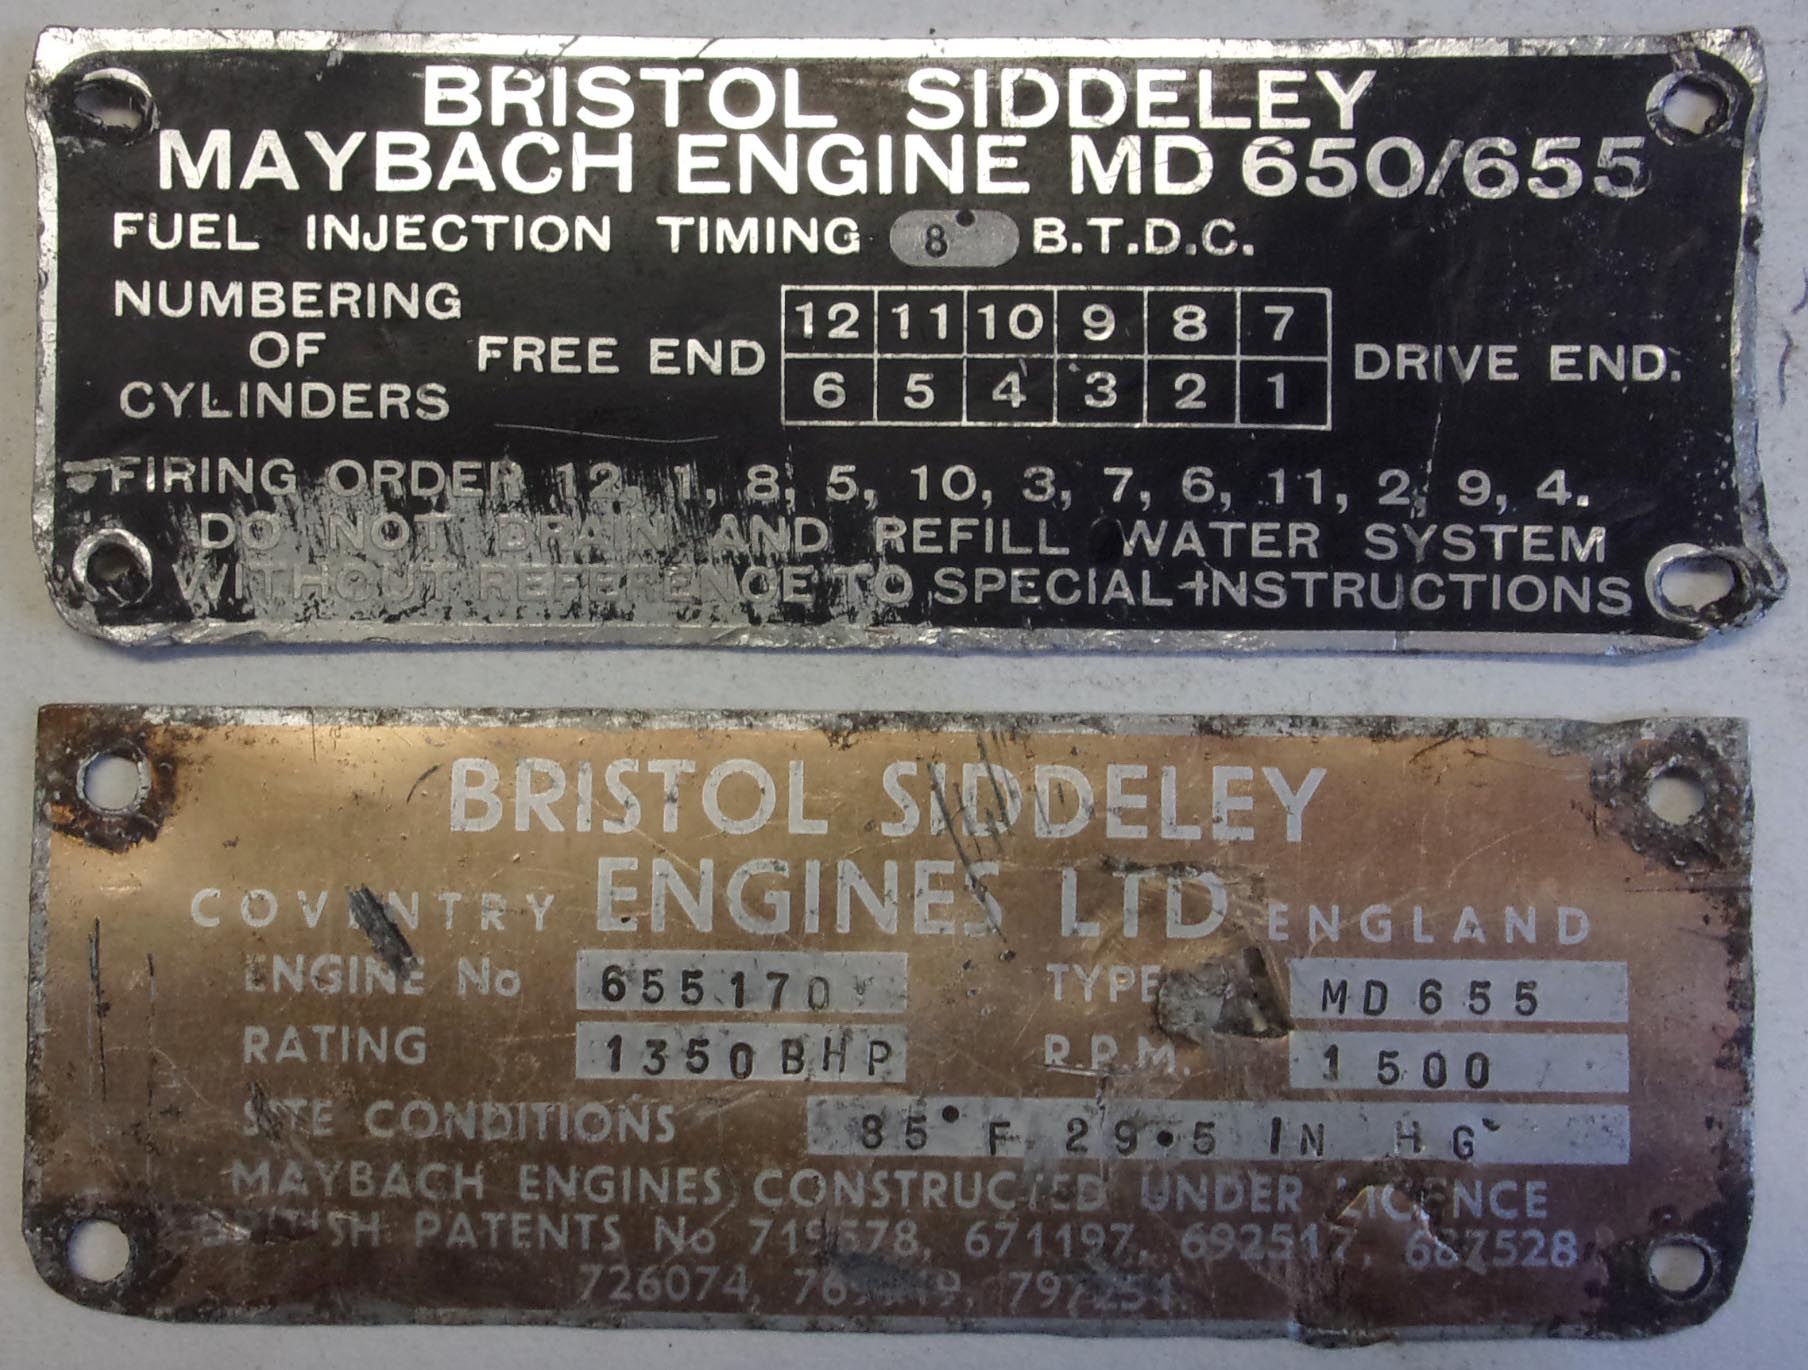 BRISTOL SIDDELEY
MAYBACH ENGINE MD 650/655
FUEL INJECTION TIMING 8° B.T.D.C.
NUMBERING OF CYLINDERS
FREE END
12 11 10 9 8 7
6 5 4 3 2 1
DRIVE END.
FIRING ORDER 12, 1, 8, 5, 10, 3, 7, 6, 11, 2, 9, 4.
DO NOT DRAIN AND REFILL WATER SYSTEM
WITHOUT REFERENCE TO SPECIAL INSTRUCTIONS
BRISTOL SIDDELEY
COVENTRY ENGINES LTD ENGLAND
ENGINE No 655170 TYPE MD655
RATING 1350 BHP R.P.M. 1500
SITE CONDITIONS 85° F 29.5 IN HG
MAYBACH ENGINES CONSTRUCTED UNDER LICENCE
BRITISH PATENTS No 671197, 692517, 687528
726074, 797251